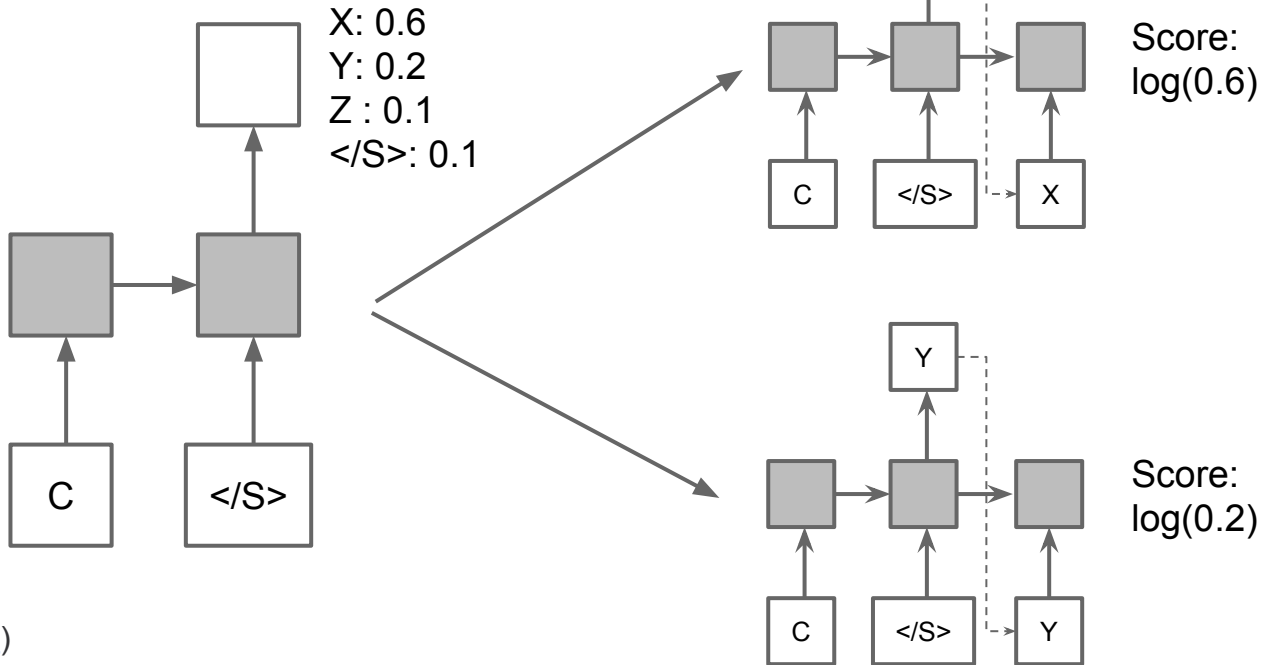 X: 0.6
Y: 0.2
Z : 0.1
</S>: 0.1
C
</S>
Score:
log(0.6)
C
</S>
X
Y
Score:
log(0.2)
C
</S>
Y
)